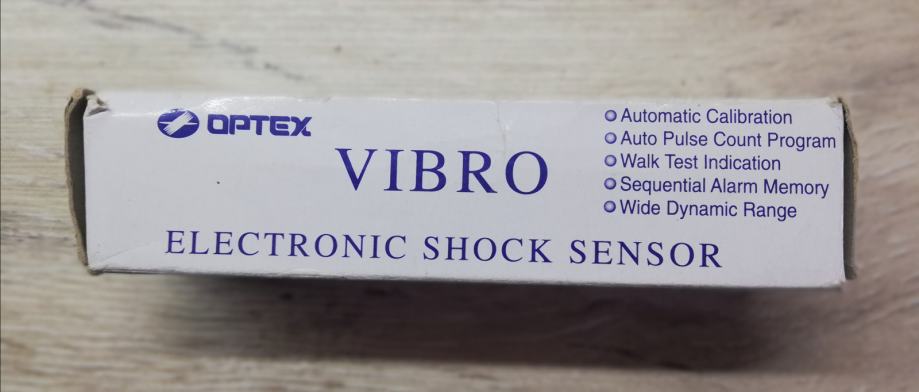 OPTEX
VIBRO
ELECTRONIC SHOCK SENSOR
Automatic Calibration
Auto Pulse Count Program
Walk Test Indication
Sequential Alarm Memory
Wide Dynamic Range